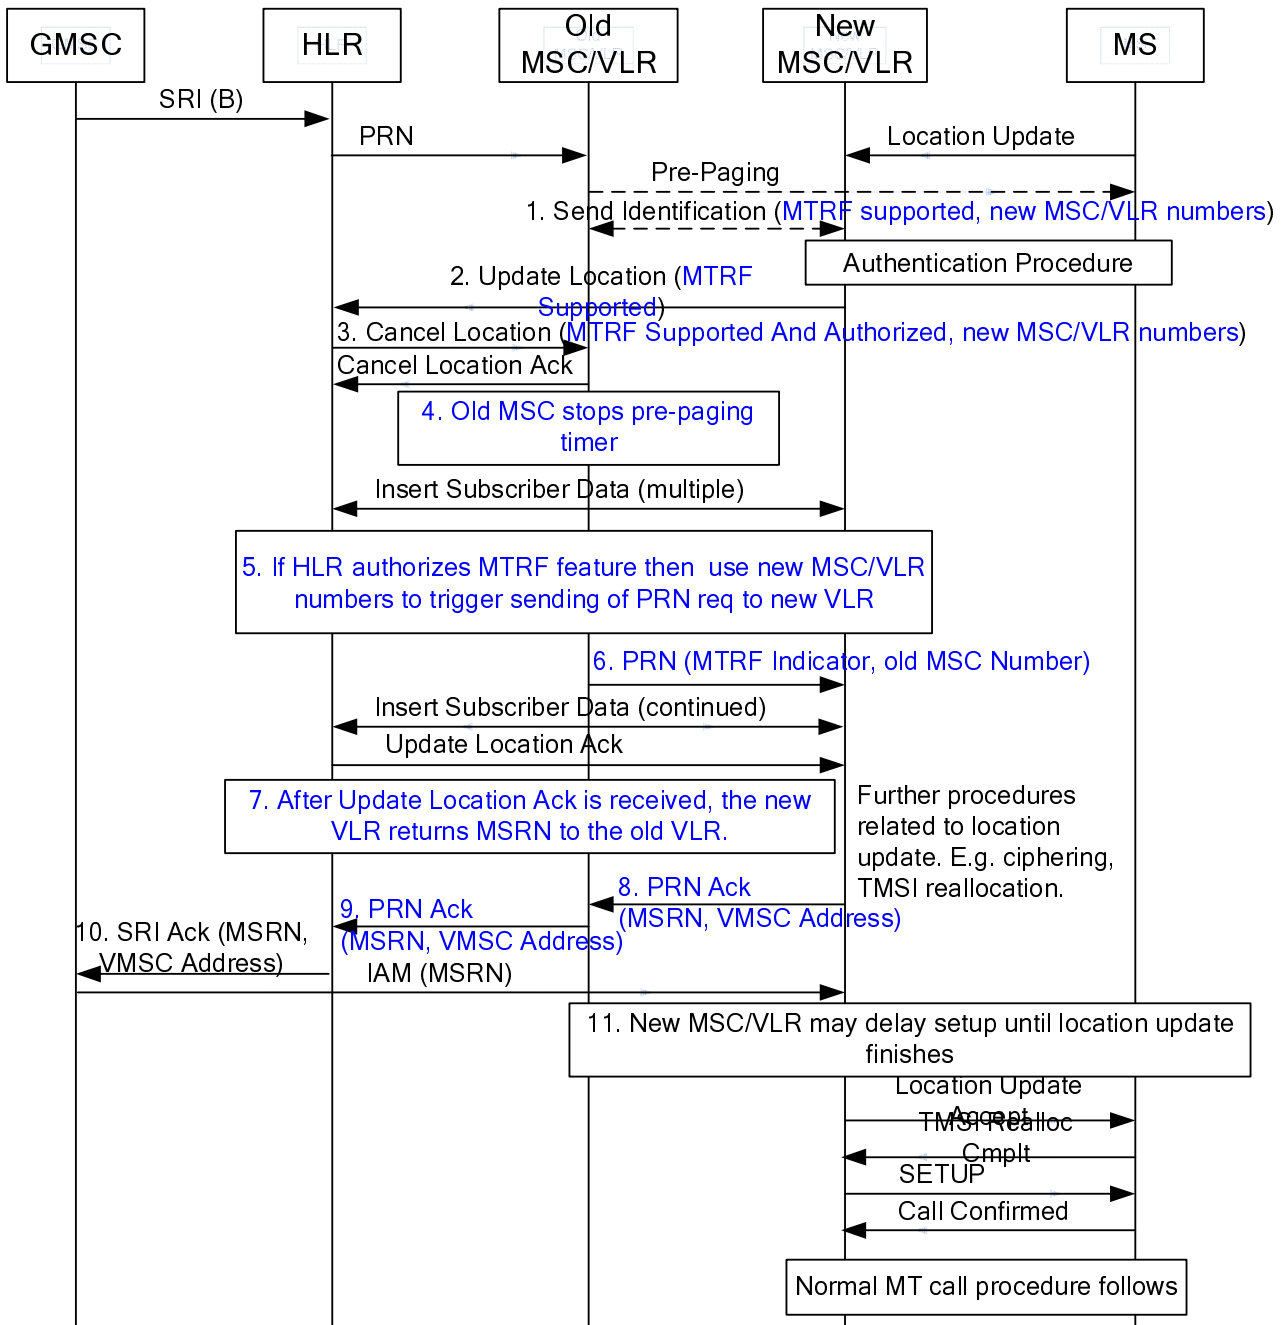 GMSC
HLR
Old
MSC/VLR
New
MSC/VLR
MS
SRI (B)
PRN
Location Update
Pre-Paging
1. Send Identification (MTRF supported, new MSC/VLR numbers)
Authentication Procedure
2. Update Location (MTRF
Supported)
3. Cancel Location (MTRF Supported And Authorized, new MSC/VLR numbers)
Cancel Location Ack
4. Old MSC stops pre-paging
timer
Insert Subscriber Data (multiple)
5. If HLR authorizes MTRF feature then  use new MSC/VLR
numbers to trigger sending of PRN req to new VLR
6. PRN (MTRF Indicator, old MSC Number)
Insert Subscriber Data (continued)
Update Location Ack
7. After Update Location Ack is received, the new
VLR returns MSRN to the old VLR.
Further procedures
related to location
update. E.g. ciphering,
TMSI reallocation.
8. PRN Ack
(MSRN, VMSC Address)
9. PRN Ack
(MSRN, VMSC Address)
10. SRI Ack (MSRN,
VMSC Address)
IAM (MSRN)
11. New MSC/VLR may delay setup until location update
finishes
Location Update
Accept
TMSI Realloc
Cmplt
SETUP
Call Confirmed
Normal MT call procedure follows